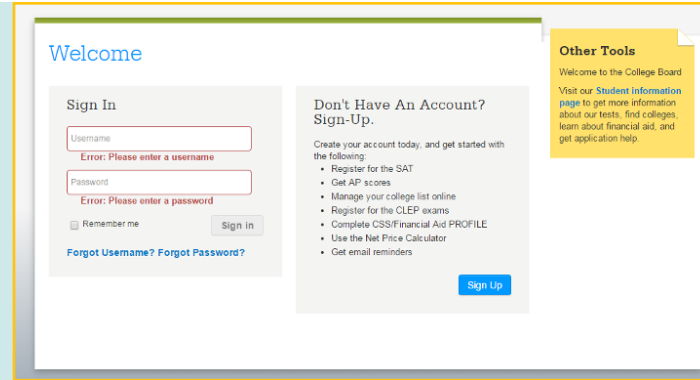 Welcome
Sign In
Username
Error: Please enter a username
Password
Error: Please enter a password
Remember me
Sign in
Forgot Username? Forgot Password?
Don't Have An Account?
Sign-Up.
Create your account today, and get started with
the following:
• Register for the SAT
• Get AP scores
• Manage your college list online
• Register for the CLEP exams
• Complete CSS/Financial Aid PROFILE
• Use the Net Price Calculator
• Get email reminders
Sign Up
Other Tools
Welcome to the College Board
Visit our Student information
page to get more information
about our tests, find colleges,
learn about financial aid, and
get application help.